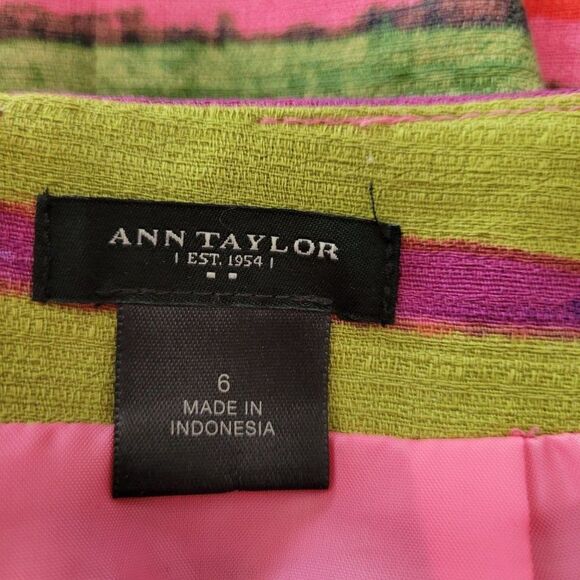 ANN TAYLOR
| EST. 1954 |
6
MADE IN
INDONESIA